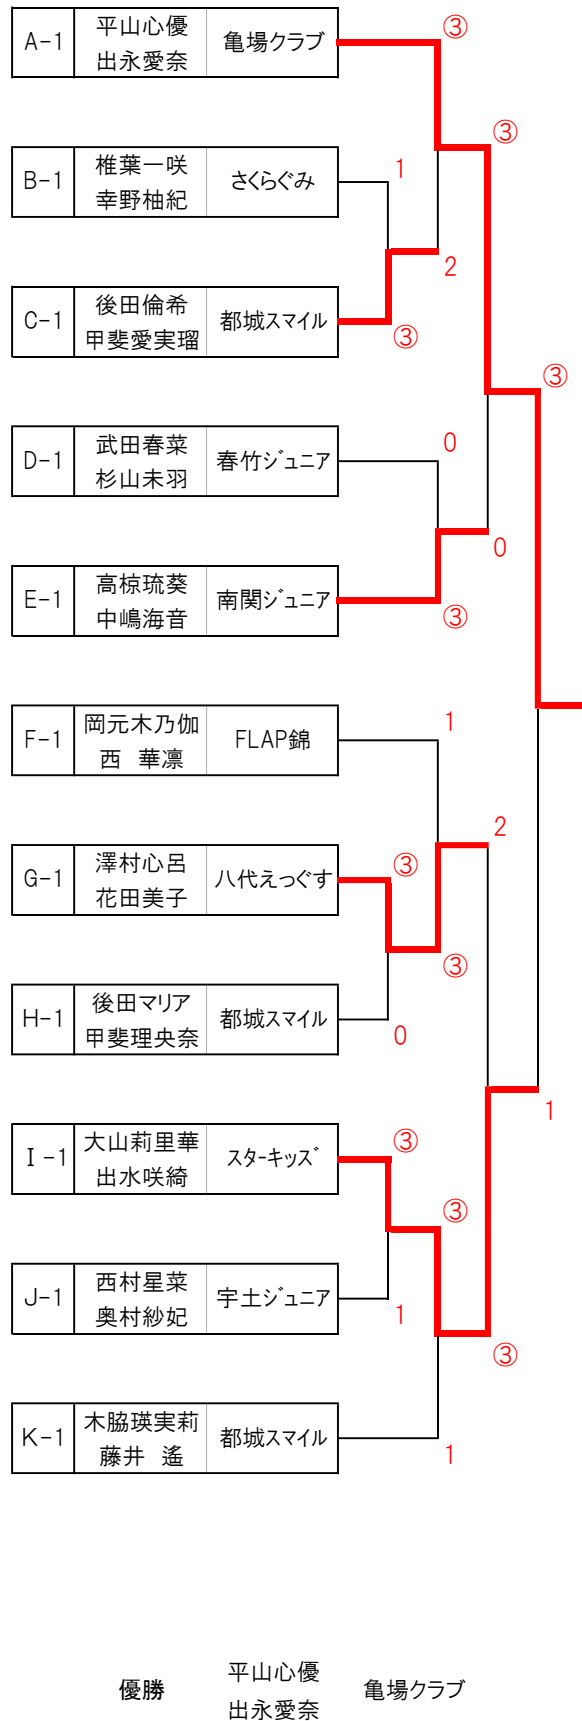 ③
A-1 平山心優 亀場クラブ
出永愛奈
③
1
B-1 椎葉一咲 さくらぐみ
幸野柚紀
2
C-1 後田倫希 都城スマイル
甲斐愛実瑠 ③
③
0
D-1 武田春菜 春竹ジュニア
杉山未羽
0
E-1 高椋琉葵 南関ジュニア
中嶋海音 ③
1
F-1 岡元木乃伽 FLAP錦
西 華凛
2
③
G-1 澤村心呂 八代えっぐす
花田美子
③
H-1 後田マリア 都城スマイル
甲斐理央奈 0
1
③
I-1 大山莉里華 スターキッズ
出水咲綺
③
J-1 西村星菜 宇土ジュニア
奥村紗妃 1
③
K-1 木脇瑛実莉 都城スマイル
藤井 遙 1
優勝 平山心優 亀場クラブ
出永愛奈